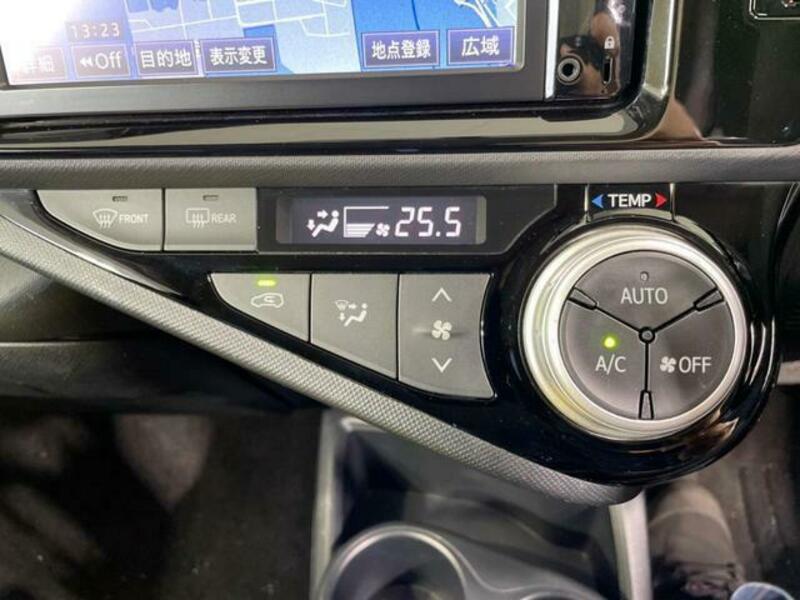 13:23
Off 目的地 表示変更 地点登録 広域
FRONT REAR 25.5 TEMP
AUTO
A/C OFF